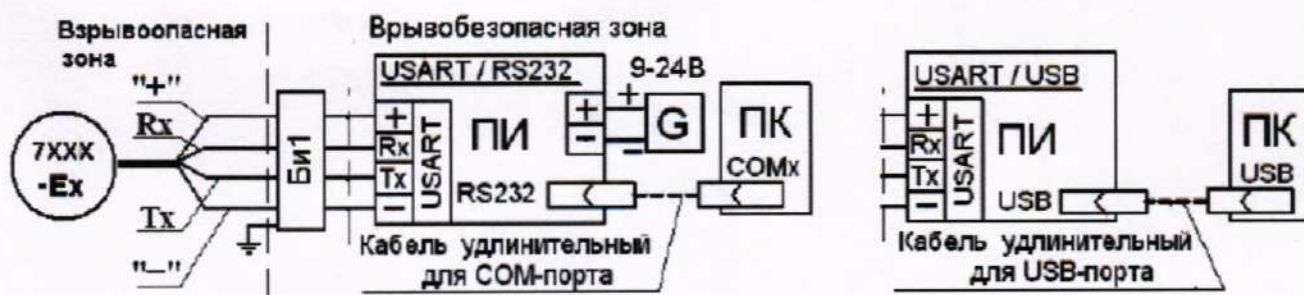 Взрывоопасная
зона
Врывобезопасная зона
"+"
Rx
Tx
"–"
7XXX
-Ex
Би1
USART / RS232
+
Rx
Tx
–
USART
ПИ
RS232
+
–
+
–
9-24В
G
ПК
COMx
Кабель удлинительный
для COM-порта
USART / USB
+
Rx
Tx
–
USART
ПИ
USB
ПК
USB
Кабель удлинительный
для USB-порта